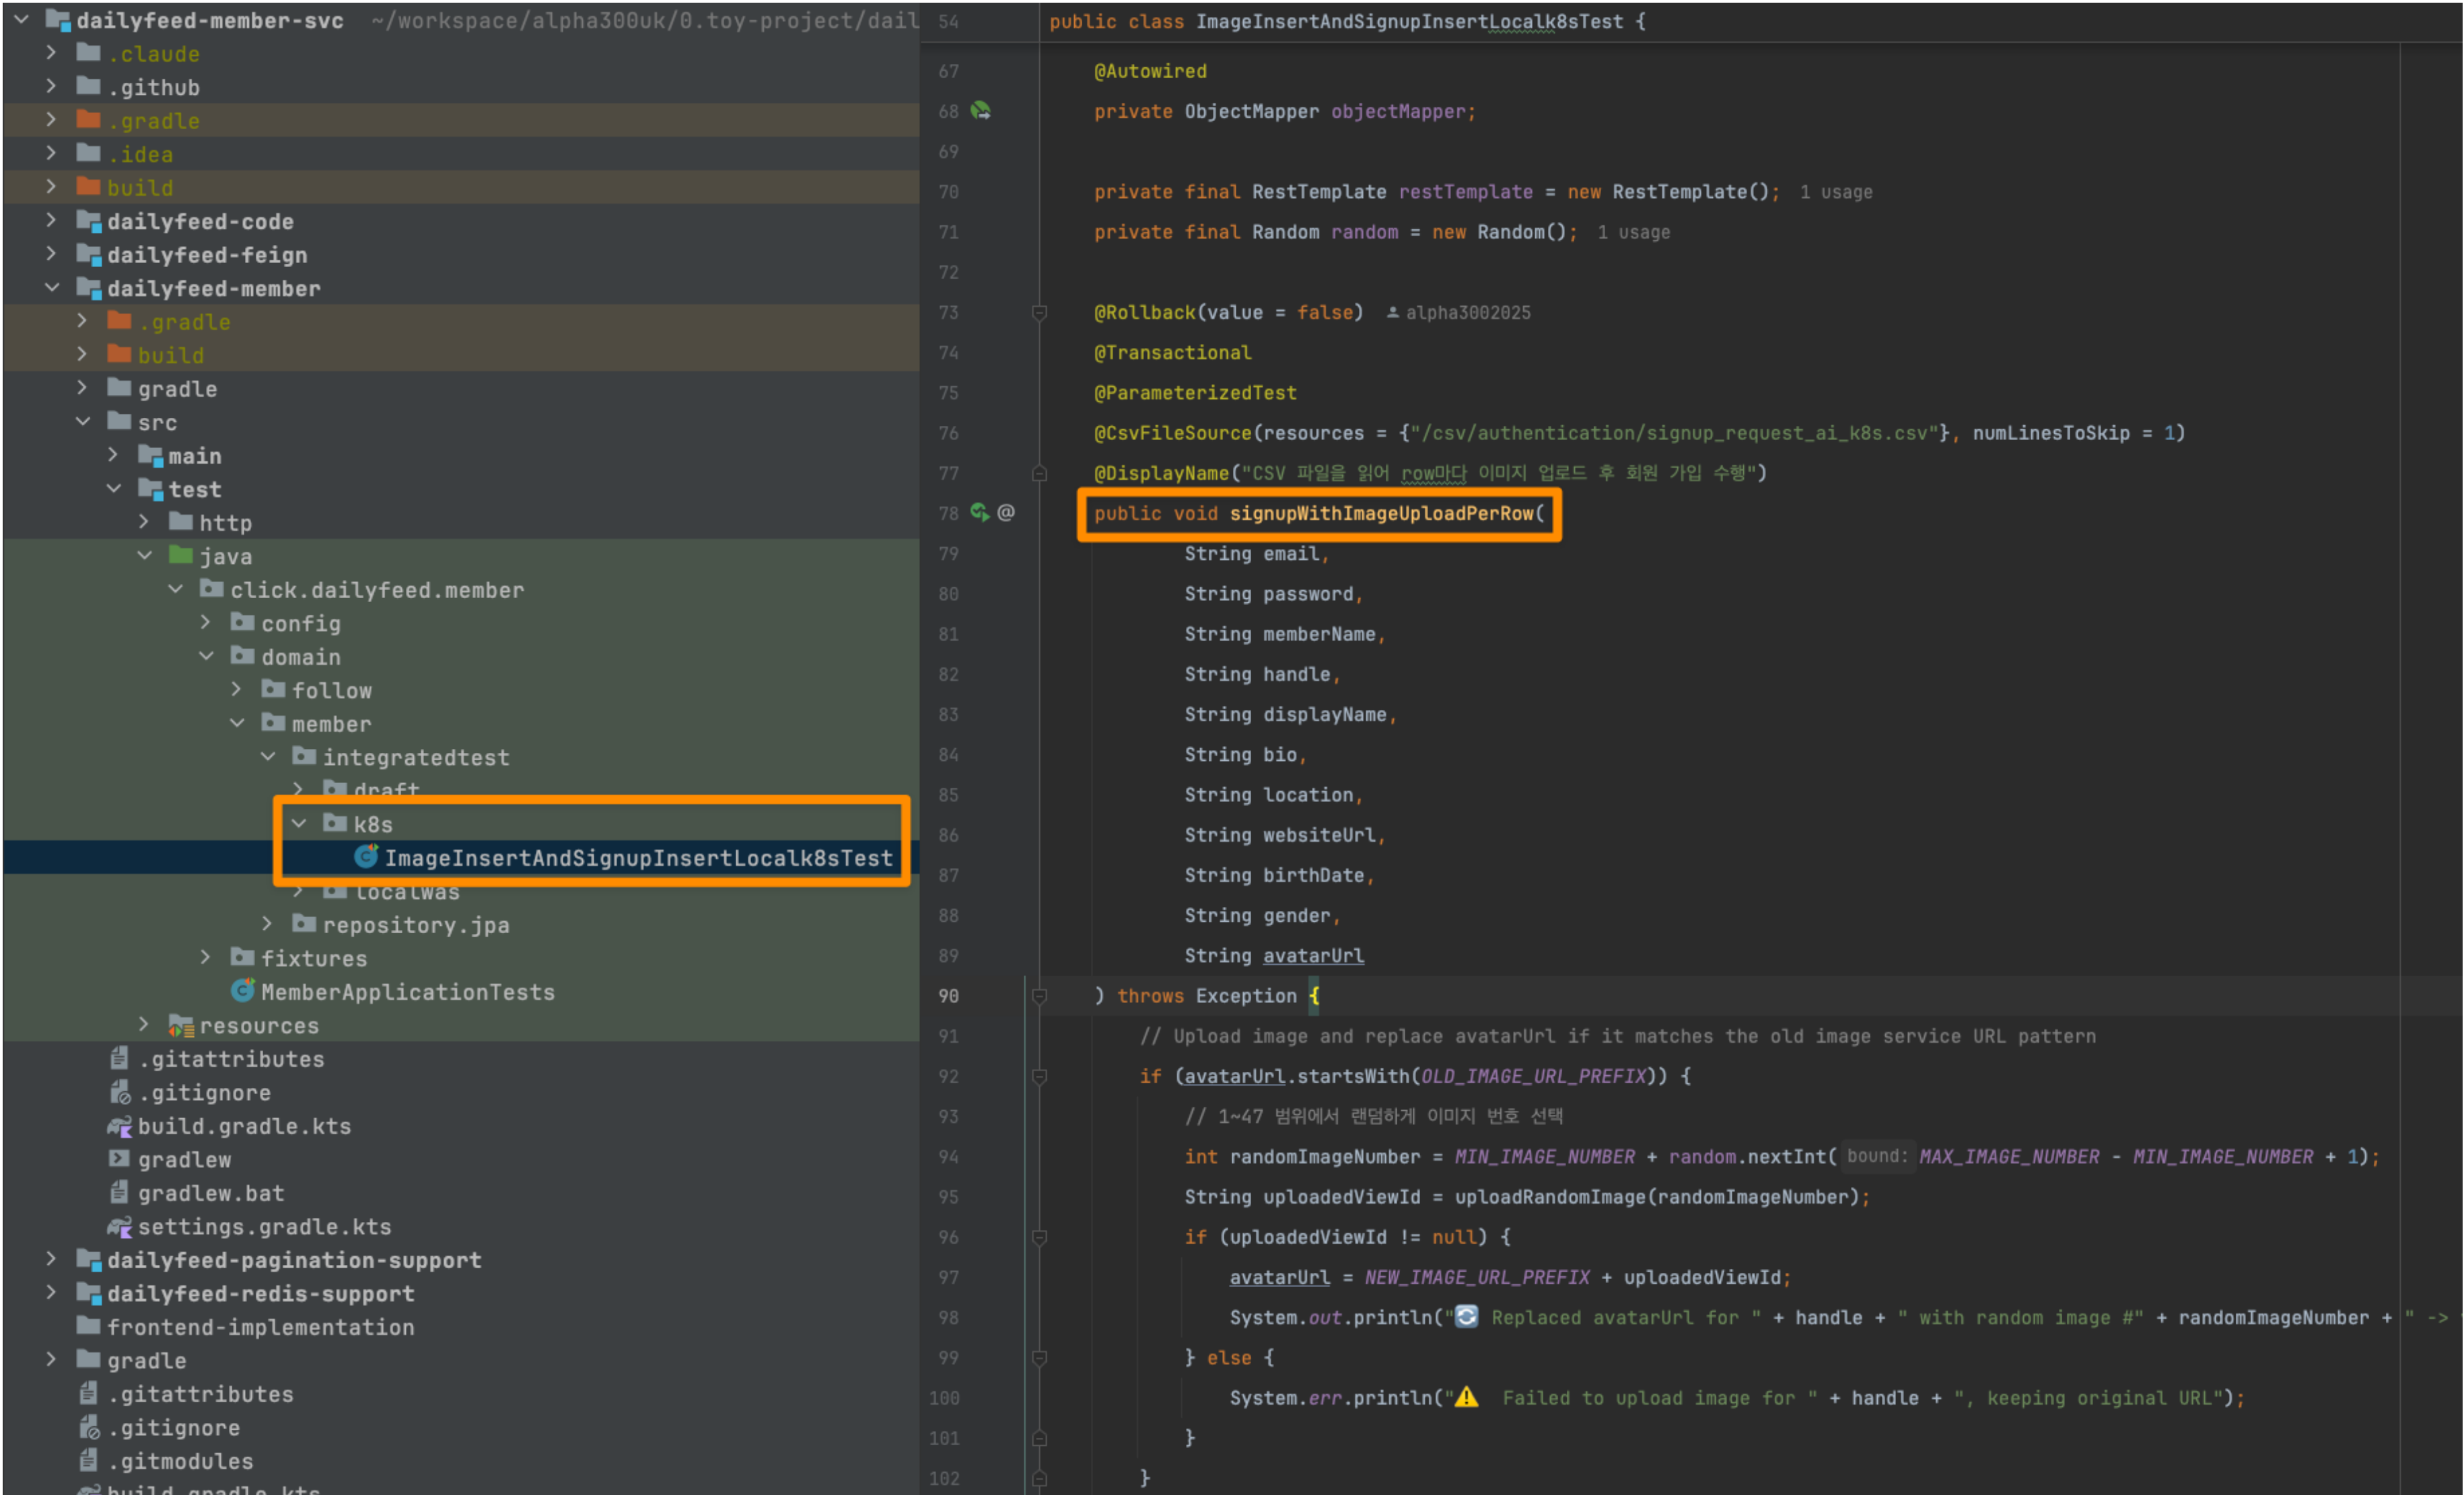 dailyfeed-member-svc ~/workspace/alpha300uk/0.toy-project/dail
.claude
.github
.gradle
.idea
build
dailyfeed-code
dailyfeed-feign
dailyfeed-member
.gradle
build
gradle
src
main
test
http
java
click.dailyfeed.member
config
domain
follow
member
integratedtest
draft
k8s
ImageInsertAndSignupInsertLocalk8sTest
localwas
repository.jpa
fixtures
MemberApplicationTests
resources
.gitattributes
.gitignore
build.gradle.kts
gradlew
gradlew.bat
settings.gradle.kts
dailyfeed-pagination-support
dailyfeed-redis-support
frontend-implementation
gradle
.gitattributes
.gitignore
.gitmodules
build.gradle.kts
54 public class ImageInsertAndSignupInsertLocalk8sTest {
67 @Autowired
68 private ObjectMapper objectMapper;
69
70 private final RestTemplate restTemplate = new RestTemplate(); 1 usage
71 private final Random random = new Random(); 1 usage
72
73 @Rollback(value = false) alpha3002025
74 @Transactional
75 @ParameterizedTest
76 @CsvFileSource(resources = {"/csv/authentication/signup_request_ai_k8s.csv"}, numLinesToSkip = 1)
77 @DisplayName("CSV 파일을 읽어 row마다 이미지 업로드 후 회원 가입 수행")
78 @ public void signupWithImageUploadPerRow(
79 String email,
80 String password,
81 String memberName,
82 String handle,
83 String displayName,
84 String bio,
85 String location,
86 String websiteUrl,
87 String birthDate,
88 String gender,
89 String avatarUrl
90 ) throws Exception {
91 // Upload image and replace avatarUrl if it matches the old image service URL pattern
92 if (avatarUrl.startsWith(OLD_IMAGE_URL_PREFIX)) {
93 // 1~47 범위에서 랜덤하게 이미지 번호 선택
94 int randomImageNumber = MIN_IMAGE_NUMBER + random.nextInt( bound: MAX_IMAGE_NUMBER - MIN_IMAGE_NUMBER + 1);
95 String uploadedViewId = uploadRandomImage(randomImageNumber);
96 if (uploadedViewId != null) {
97 avatarUrl = NEW_IMAGE_URL_PREFIX + uploadedViewId;
98 System.out.println("🔄 Replaced avatarUrl for " + handle + " with random image #" + randomImageNumber + " ->
99 } else {
100 System.err.println("⚠️ Failed to upload image for " + handle + ", keeping original URL");
101 }
102 }